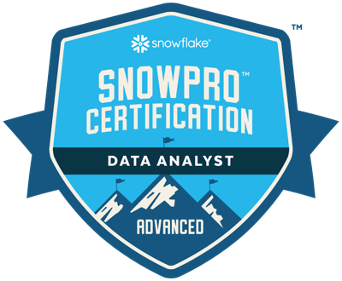 ™
snowflake®
SNOWPRO™
CERTIFICATION
DATA ANALYST
ADVANCED